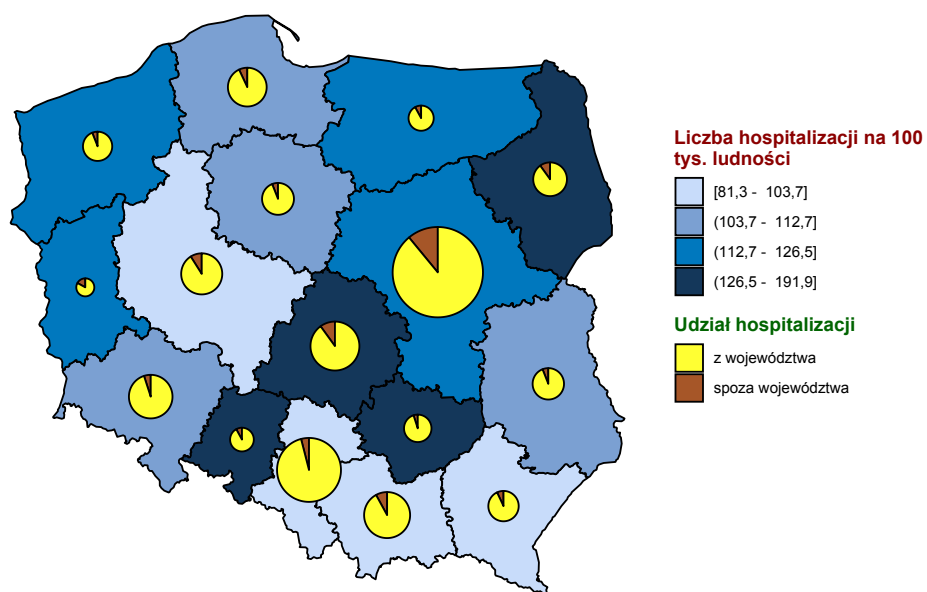 Liczba hospitalizacji na 100
tys. ludności
[81,3 - 103,7]
(103,7 - 112,7]
(112,7 - 126,5]
(126,5 - 191,9]
Udział hospitalizacji
z województwa
spoza województwa